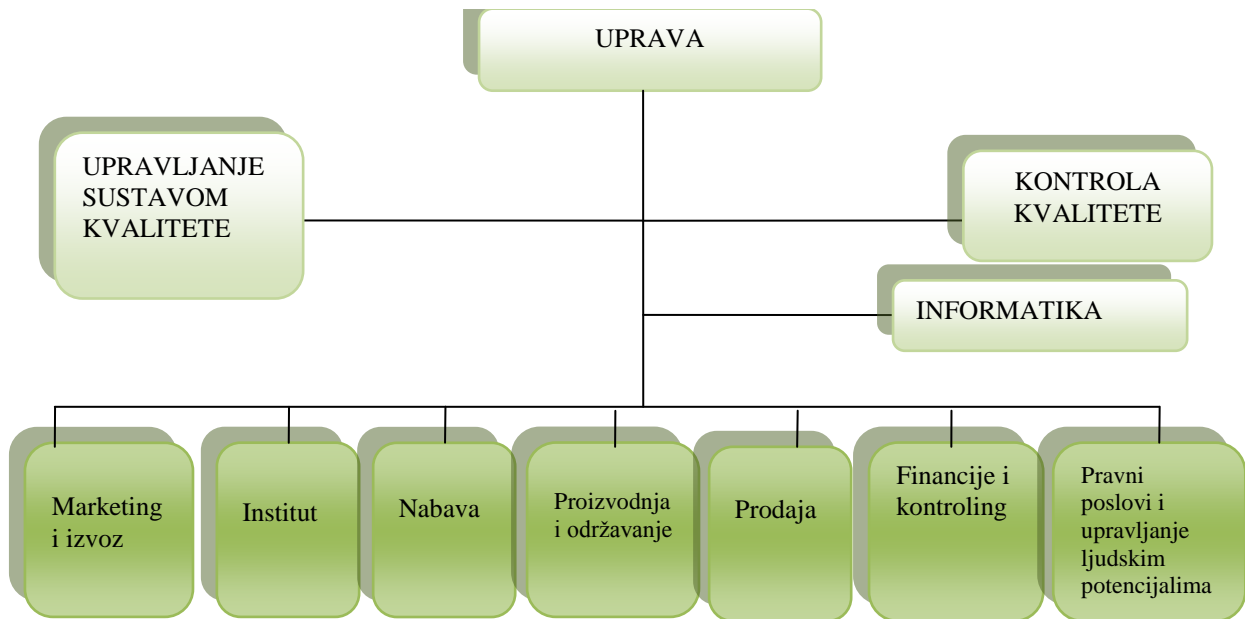 UPRAVA
UPRAVLJANJE
SUSTAVOM
KVALITETE
KONTROLA
KVALITETE
INFORMATIKA
Marketing
i izvoz
Institut
Nabava
Proizvodnja
i održavanje
Prodaja
Financije i
kontroling
Pravni
poslovi i
upravljanje
ljudskim
potencijalima